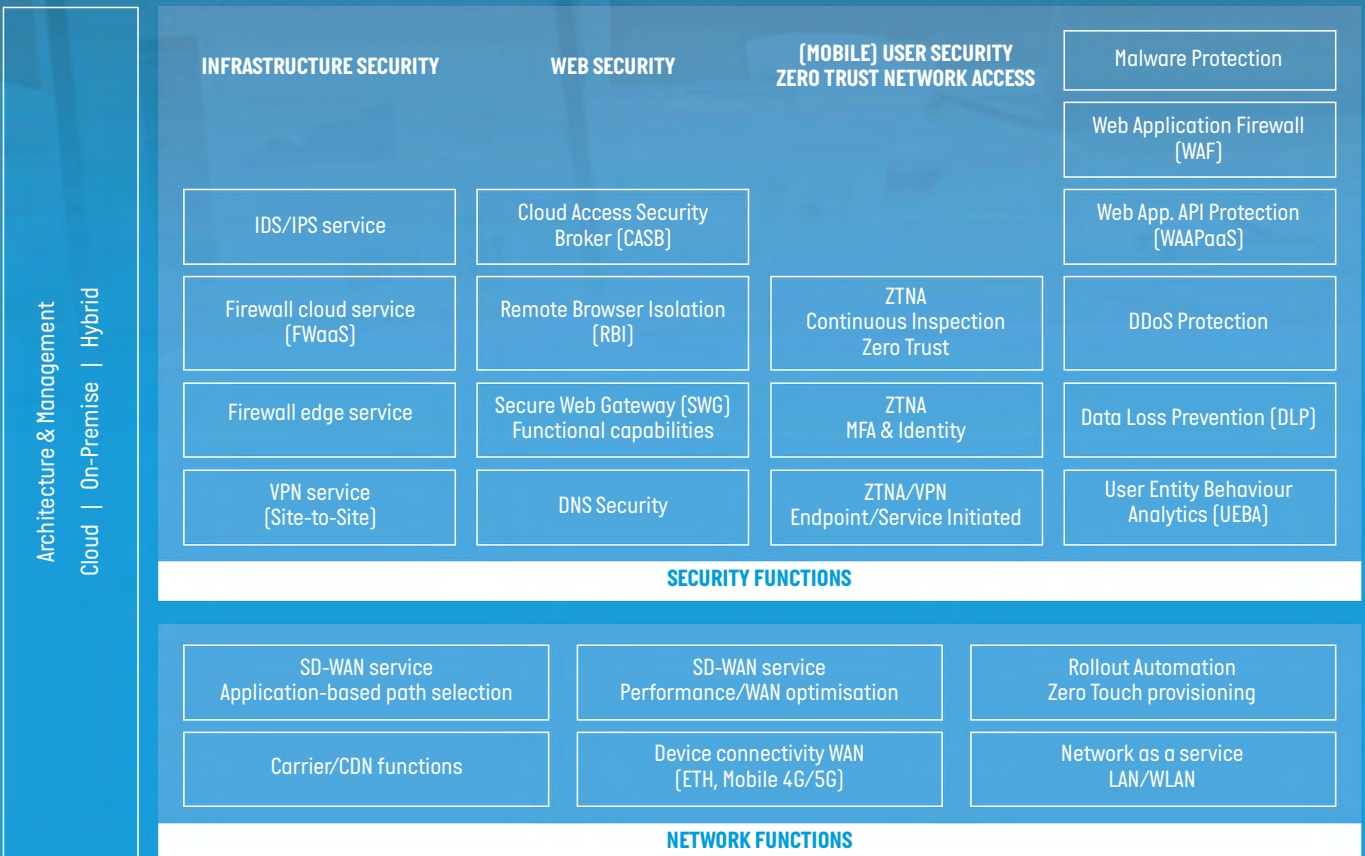 Architecture & Management
Cloud | On-Premise | Hybrid
INFRASTRUCTURE SECURITY
IDS/IPS service
Firewall cloud service
(FWaaS)
Firewall edge service
VPN service
(Site-to-Site)
WEB SECURITY
Cloud Access Security
Broker (CASB)
Remote Browser Isolation
(RBI)
Secure Web Gateway (SWG)
Functional capabilities
DNS Security
(MOBILE) USER SECURITY
ZERO TRUST NETWORK ACCESS
ZTNA
Continuous Inspection
Zero Trust
ZTNA
MFA & Identity
ZTNA/VPN
Endpoint/Service Initiated
Malware Protection
Web Application Firewall
(WAF)
Web App. API Protection
(WAAPaaS)
DDoS Protection
Data Loss Prevention (DLP)
User Entity Behaviour
Analytics (UEBA)
SECURITY FUNCTIONS
SD-WAN service
Application-based path selection
SD-WAN service
Performance/WAN optimisation
Rollout Automation
Zero Touch provisioning
Carrier/CDN functions
Device connectivity WAN
(ETH, Mobile 4G/5G)
Network as a service
LAN/WLAN
NETWORK FUNCTIONS